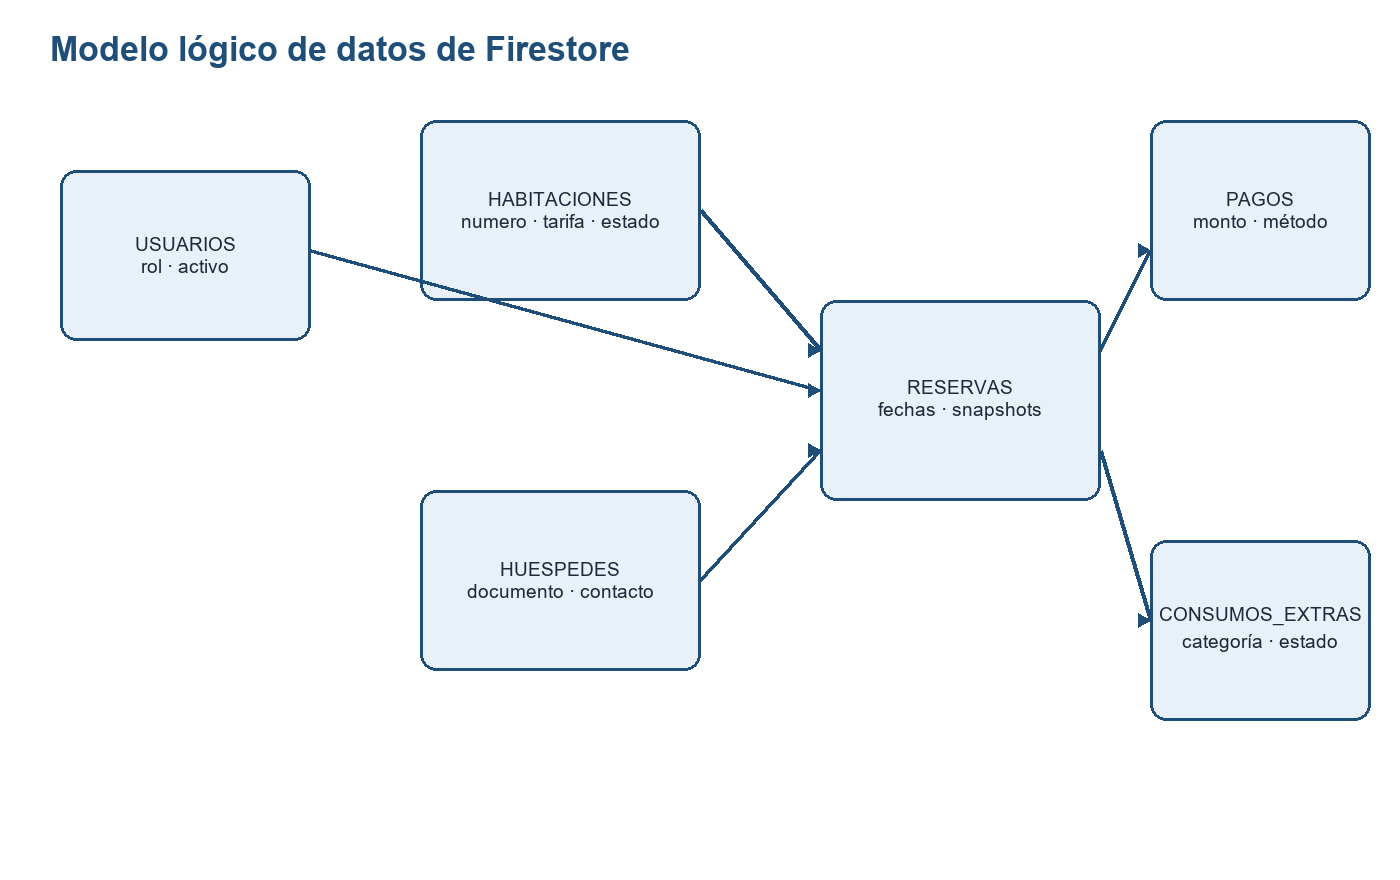 Modelo lógico de datos de Firestore
USUARIOS
rol · activo
HABITACIONES
numero · tarifa · estado
HUESPEDES
documento · contacto
RESERVAS
fechas · snapshots
PAGOS
monto · método
CONSUMOS_EXTRAS
categoría · estado